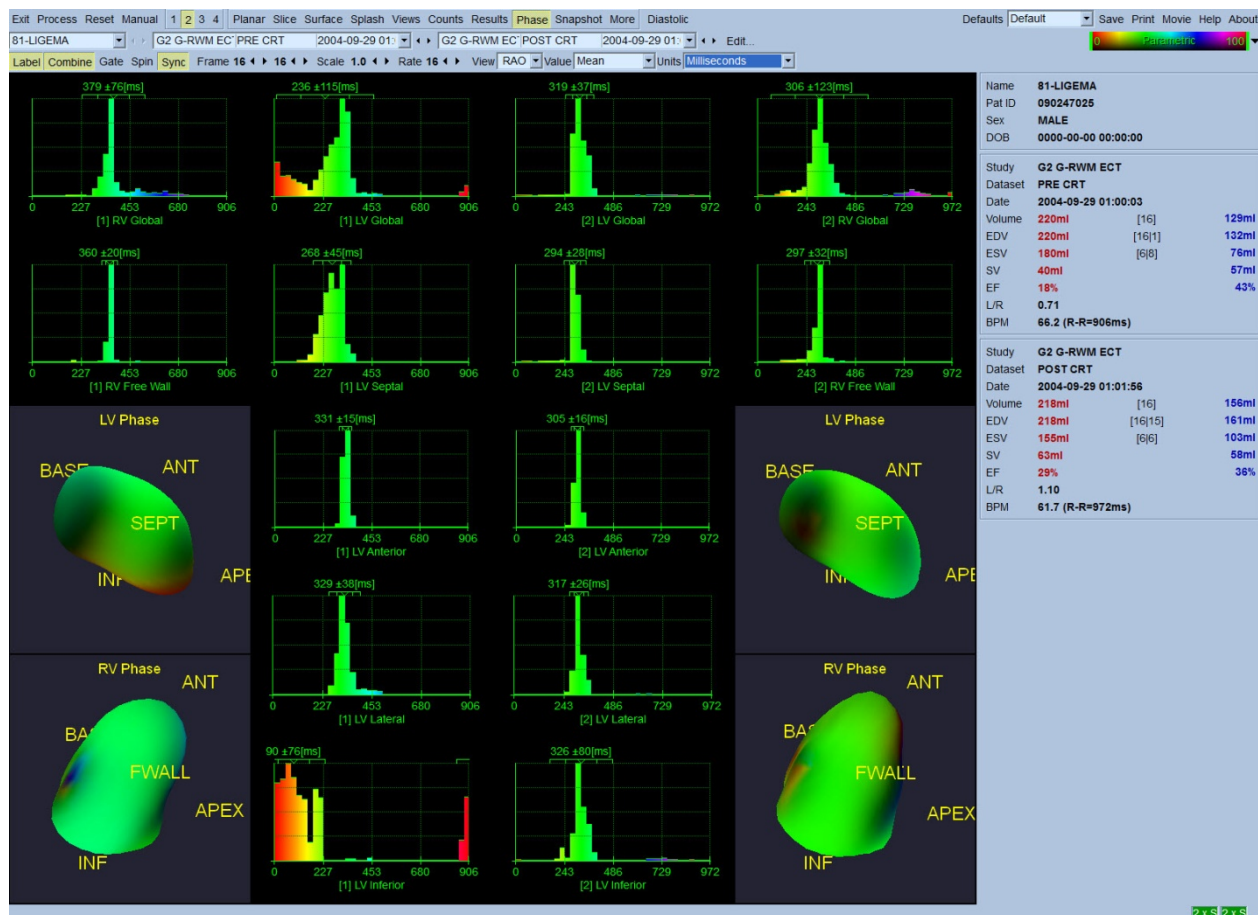 Exit Process Reset Manual 1 2 3 4 Planar Slice Surface Splash Views Counts Results Phase Snapshot More Diastolic Defaults Default Save Print Movie Help About
81-LIGEMA G2 G-RWM EC PRE CRT 2004-09-29 01: G2 G-RWM EC POST CRT 2004-09-29 01: Edit... 0 Parametric 100
Label Combine Gate Spin Sync Frame 16 16 Scale 1.0 Rate 16 View RAO Value Mean Units Milliseconds
379 ±76[ms] 236 ±115[ms] 319 ±37[ms] 306 ±123[ms]
0 227 453 680 906 0 227 453 680 906 0 243 486 729 972 0 243 486 729 972
[1] RV Global [1] LV Global [2] LV Global [2] RV Global
360 ±20[ms] 268 ±45[ms] 294 ±28[ms] 297 ±32[ms]
0 227 453 680 906 0 227 453 680 906 0 243 486 729 972 0 243 486 729 972
[1] RV Free Wall [1] LV Septal [2] LV Septal [2] RV Free Wall
LV Phase
BASE ANT
SEPT
INF APE
331 ±15[ms] 305 ±16[ms]
0 227 453 680 906 0 243 486 729 972
[1] LV Anterior [2] LV Anterior
LV Phase
BASE ANT
SEPT
INF APE
329 ±38[ms] 317 ±26[ms]
0 227 453 680 906 0 243 486 729 972
[1] LV Lateral [2] LV Lateral
RV Phase
ANT
BA
FWALL
APEX
INF
90 ±76[ms] 326 ±80[ms]
0 227 453 680 906 0 243 486 729 972
[1] LV Inferior [2] LV Inferior
RV Phase
ANT
BAS
FWALL
APEX
INF
Name 81-LIGEMA
Pat ID 090247025
Sex MALE
DOB 0000-00-00 00:00:00
Study G2 G-RWM ECT
Dataset PRE CRT
Date 2004-09-29 01:00:03
Volume 220ml [16] 129ml
EDV 220ml [16|1] 132ml
ESV 180ml [6|8] 76ml
SV 40ml 57ml
EF 18% 43%
L/R 0.71
BPM 66.2 (R-R=906ms)
Study G2 G-RWM ECT
Dataset POST CRT
Date 2004-09-29 01:01:56
Volume 218ml [16] 156ml
EDV 218ml [16|15] 161ml
ESV 155ml [6|6] 103ml
SV 63ml 58ml
EF 29% 36%
L/R 1.10
BPM 61.7 (R-R=972ms)
2 x S 2 x S